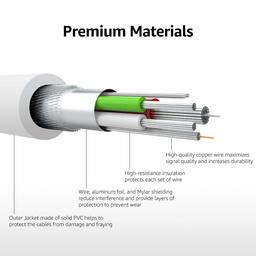 Premium Materials
High-quality copper wire maximizes
signal quality and increases durability
High-resistance insulation
protects each set of wire
Wire, aluminum foil, and Mylar shielding
reduce interference and provide layers of
protection to prevent wear
Outer Jacket made of solid PVC helps to
protect the cables from damage and fraying